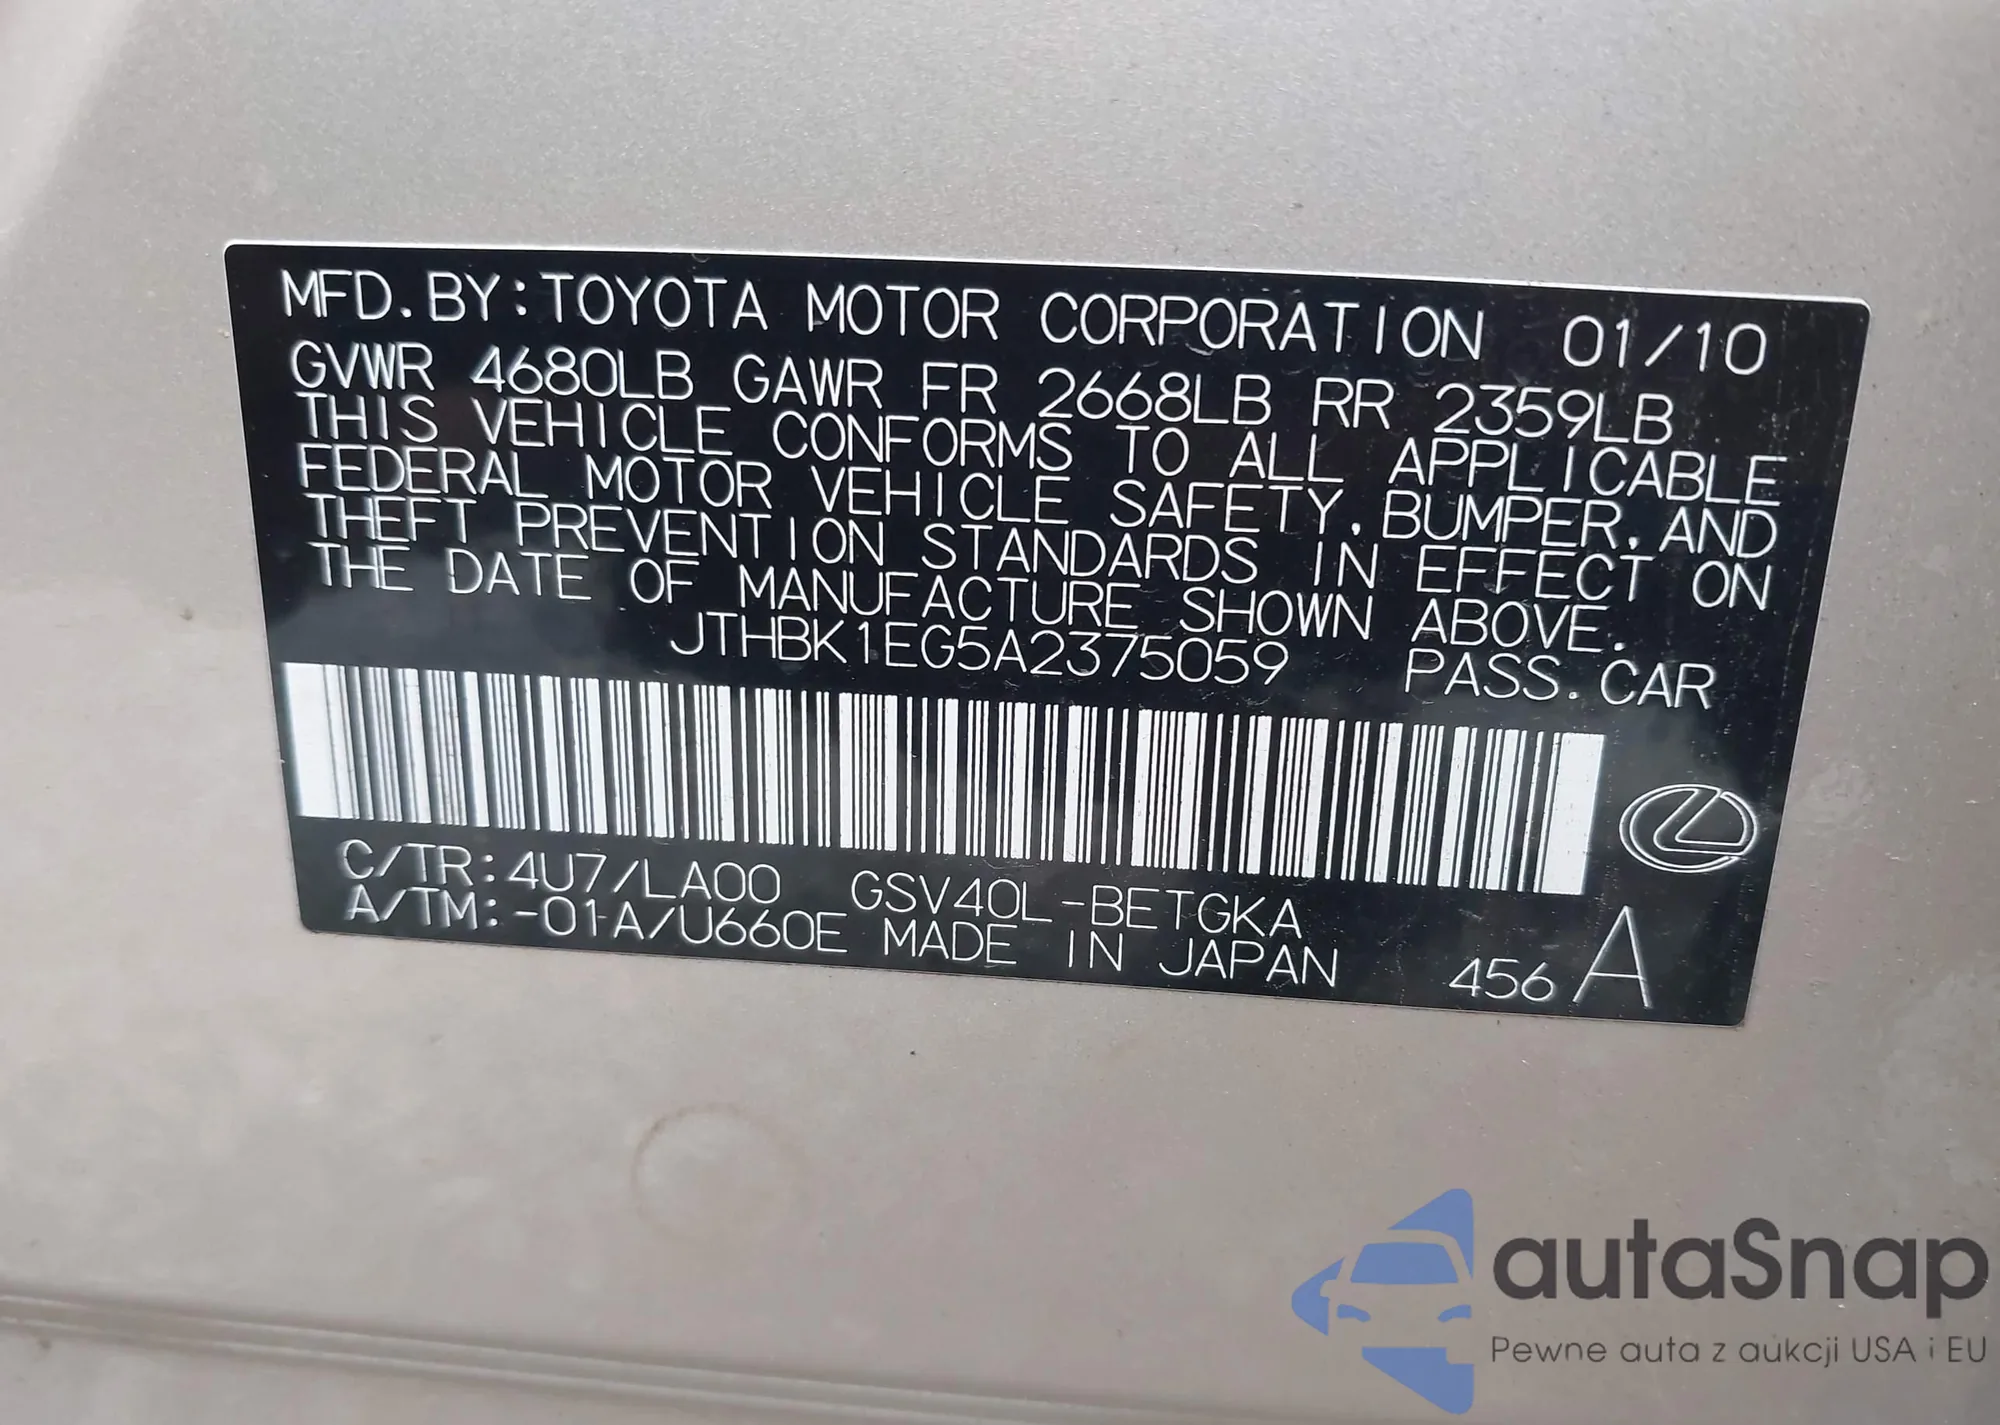 MFD. BY: TOYOTA MOTOR CORPORATION 01/10
GVWR 4680LB GAWR FR 2668LB RR 2359LB
THIS VEHICLE CONFORMS TO ALL APPLICABLE
FEDERAL MOTOR VEHICLE SAFETY, BUMPER, AND
THEFT PREVENTION STANDARDS IN EFFECT ON
THE DATE OF MANUFACTURE SHOWN ABOVE.
JTHBK1EG5A2375059 PASS. CAR
C/TR: 4U7/LA00 GSV40L-BETGKA
A/TM: -01A/U660E MADE IN JAPAN 456 A
autaSnap
Pewne auta z aukcji USA i EU